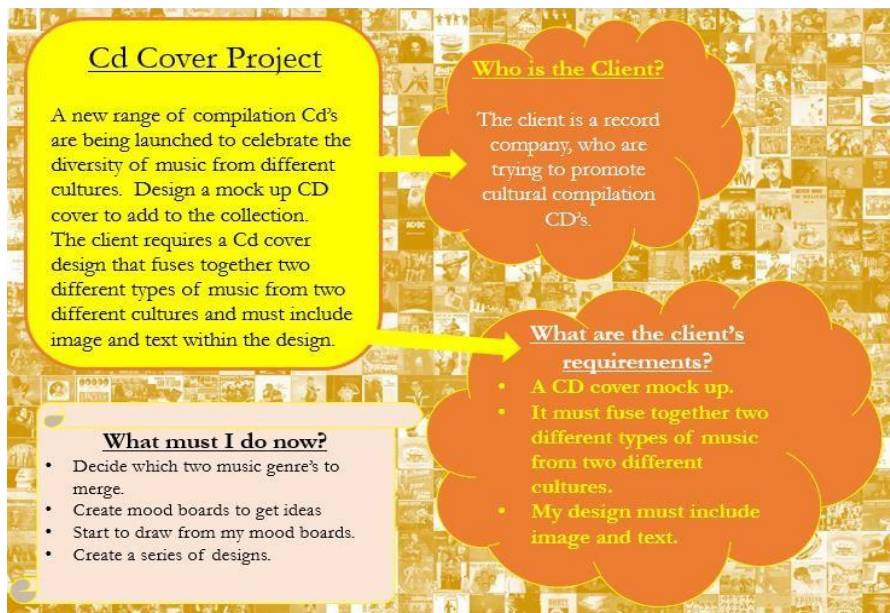 Cd Cover Project
A new range of compilation Cd's
are being launched to celebrate the
diversity of music from different
cultures. Design a mock up CD
cover to add to the collection.
The client requires a Cd cover
design that fuses together two
different types of music from two
different cultures and must include
image and text within the design.
Who is the Client?
The client is a record
company, who are
trying to promote
cultural compilation
CD's.
What are the client's
requirements?
• A CD cover mock up.
• It must fuse together two
different types of music
from two different
cultures.
• My design must include
image and text.
What must I do now?
• Decide which two music genre's to
merge.
• Create mood boards to get ideas
• Start to draw from my mood boards.
• Create a series of designs.
AC/DC